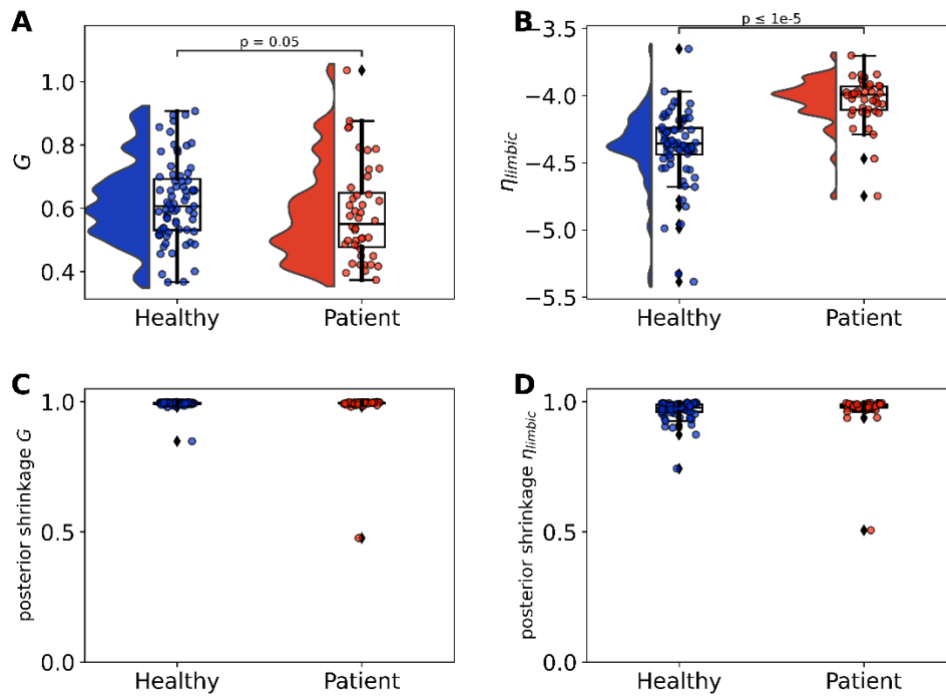 A
p = 0.05
1.0
0.8
0.6
0.4
G
Healthy
Patient
B
p ≤ 1e-5
−3.5
−4.0
−4.5
−5.0
−5.5
ηlimbic
Healthy
Patient
C
1.0
0.5
0.0
posterior shrinkage G
Healthy
Patient
D
1.0
0.5
0.0
posterior shrinkage ηlimbic
Healthy
Patient